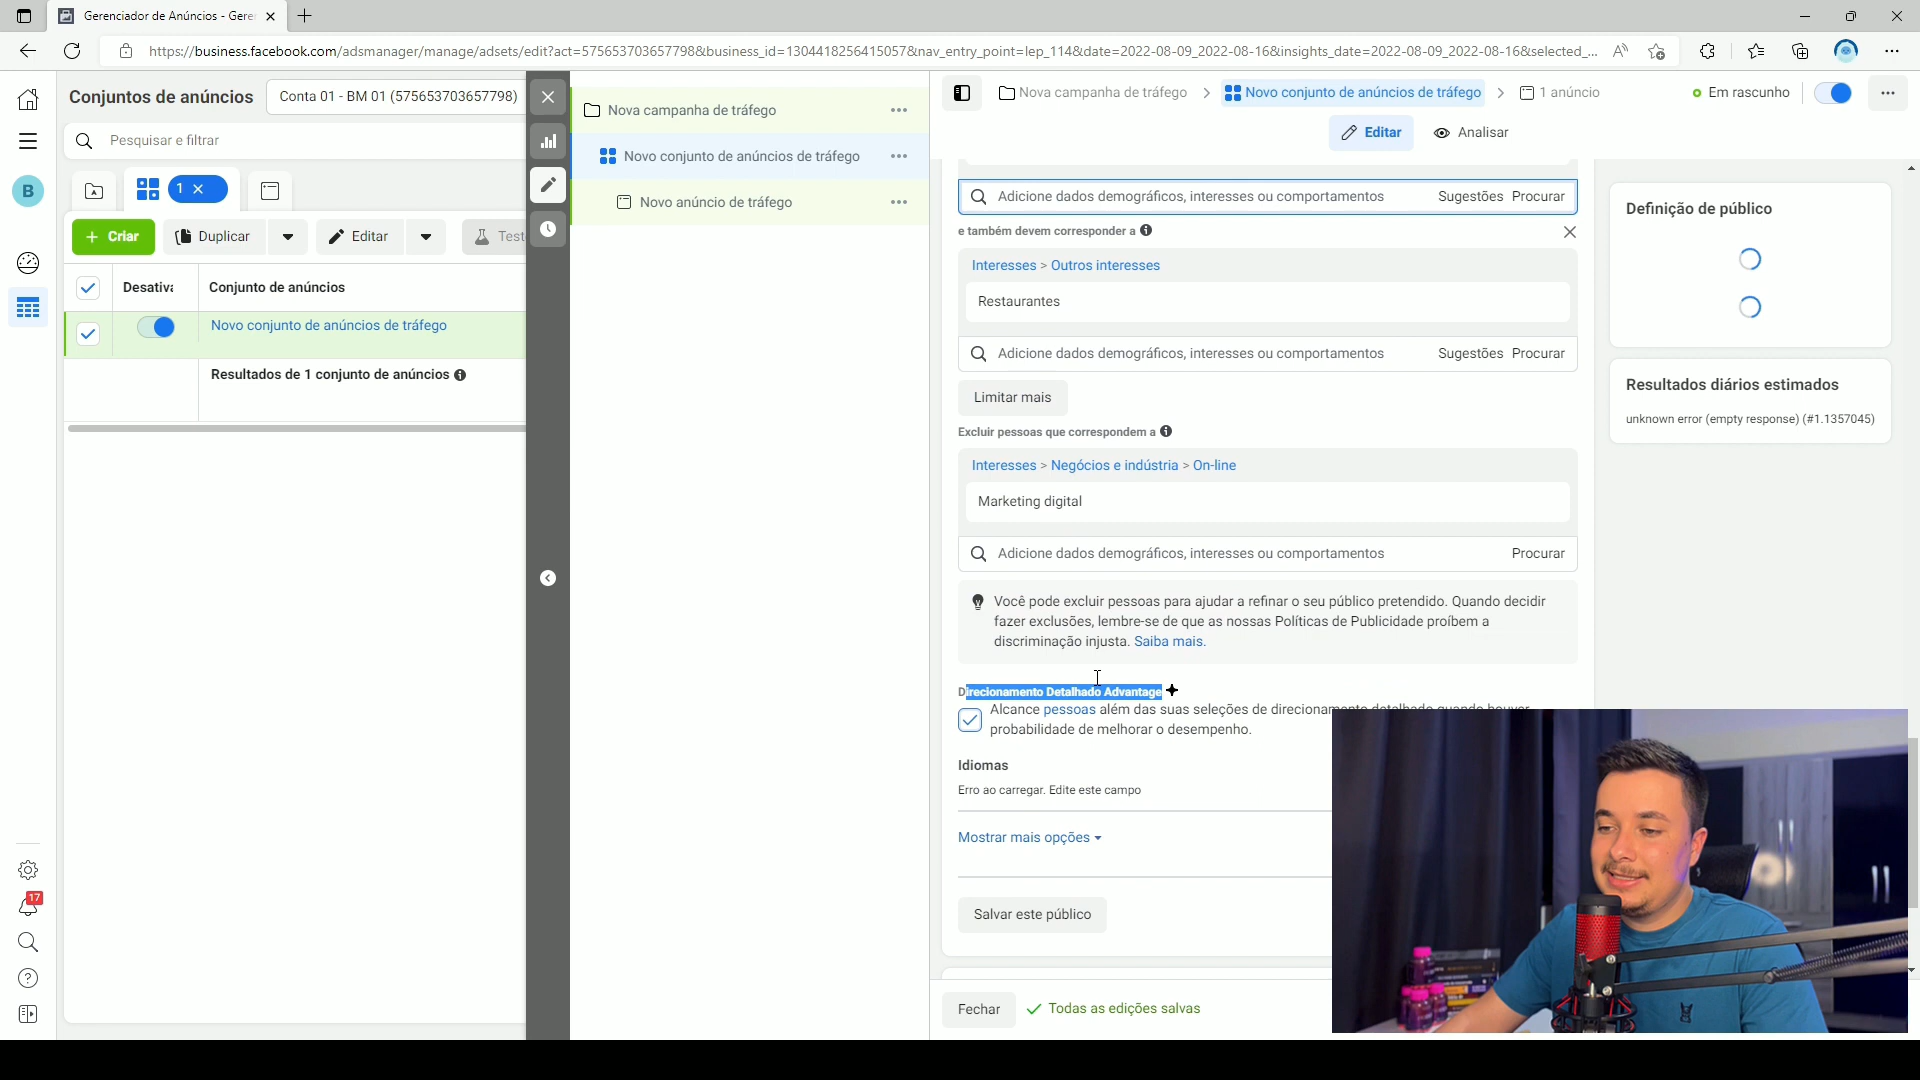 Gerenciador de Anúncios - Gere
https://business.facebook.com/adsmanager/manage/adsets/edit?act=575653703657798&business_id=1304418256415057&nav_entry_point=lep_114&date=2022-08-09_2022-08-16&insights_date=2022-08-09_2022-08-16&selected_...
Conjuntos de anúncios
Conta 01 - BM 01 (575653703657798)
Pesquisar e filtrar
B
1
Criar
Duplicar
Editar
Test
Desativa
Conjunto de anúncios
Novo conjunto de anúncios de tráfego
Resultados de 1 conjunto de anúncios
17
Nova campanha de tráfego
Novo conjunto de anúncios de tráfego
Novo anúncio de tráfego
Nova campanha de tráfego
Novo conjunto de anúncios de tráfego
1 anúncio
Em rascunho
Editar
Analisar
Adicione dados demográficos, interesses ou comportamentos Sugestões Procurar
e também devem corresponder a
Interesses > Outros interesses
Restaurantes
Adicione dados demográficos, interesses ou comportamentos Sugestões Procurar
Limitar mais
Excluir pessoas que correspondem a
Interesses > Negócios e indústria > On-line
Marketing digital
Adicione dados demográficos, interesses ou comportamentos Procurar
Você pode excluir pessoas para ajudar a refinar o seu público pretendido. Quando decidir
fazer exclusões, lembre-se de que as nossas Políticas de Publicidade proíbem a
discriminação injusta. Saiba mais.
Direcionamento Detalhado Advantage
Alcance pessoas além das suas seleções de direcionamento detalhado quando houver
probabilidade de melhorar o desempenho.
Idiomas
Erro ao carregar. Edite este campo
Mostrar mais opções
Salvar este público
Fechar
Todas as edições salvas
Definição de público
Resultados diários estimados
unknown error (empty response) (#1.1357045)